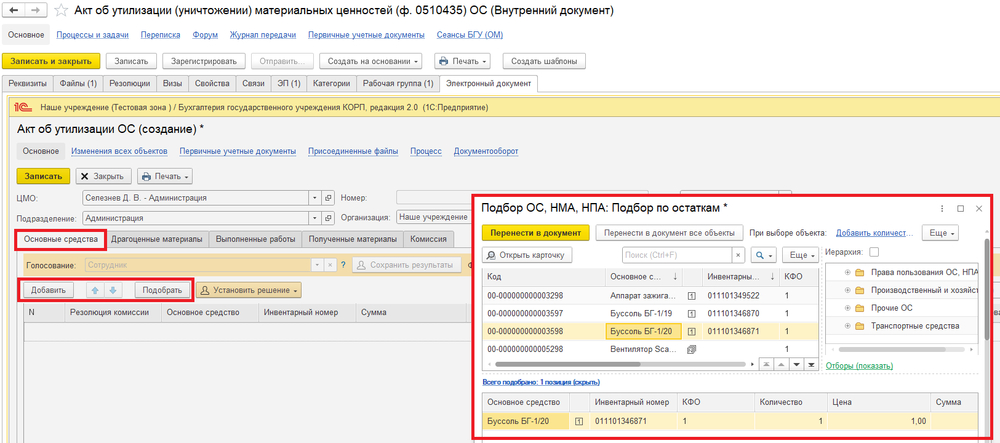 Акт об утилизации (уничтожении) материальных ценностей (ф. 0510435) ОС (Внутренний документ)
Основное Процессы и задачи Переписка Форум Журнал передачи Первичные учетные документы Сеансы БГУ (ОМ)
Записать и закрыть Записать Зарегистрировать Отправить... Создать на основании Печать Создать шаблоны
Реквизиты Файлы (1) Резолюции Визы Свойства Связи ЭП (1) Категории Рабочая группа (1) Электронный документ
1С Наше учреждение (Тестовая зона ) / Бухгалтерия государственного учреждения КОРП, редакция 2.0 (1С:Предприятие)
Акт об утилизации ОС (создание) *
Основное Изменения всех объектов Первичные учетные документы Присоединенные файлы Процесс Документооборот
Записать Закрыть Печать
ЦМО: Селезнев Д. В. - Администрация Номер:
Подразделение: Администрация Организация: Наше учреждение
Основные средства Драгоценные материалы Выполненные работы Полученные материалы Комиссия
Голосование: Сотрудник × ? Сохранить результаты
Добавить Подобрать Установить решение
N Резолюция комиссии Основное средство Инвентарный номер Сумма
Подбор ОС, НМА, НПА: Подбор по остаткам *
Перенести в документ Перенести в документ все объекты При выборе объекта: Добавить количест... Еще
Открыть карточку Поиск (Ctrl+F) × Еще Иерархия:
Код Основное с... ↓ Инвентарны... ↓ КФО
00-000000000003298 Аппарат зажига... 1 011101349522 1
00-000000000003597 Буссоль БГ-1/19 1 011101346870 1
00-000000000003598 Буссоль БГ-1/20 1 011101346871 1
00-000000000005298 Вентилятор Sca... N 1
Права пользования ОС, НПА
Производственный и хозяйст
Прочие ОС
Транспортные средства
Отборы (показать)
Всего подобрано: 1 позиция (скрыть)
Основное средство Инвентарный номер КФО Количество Цена Сумма
Буссоль БГ-1/20 1 011101346871 1 1 1,00